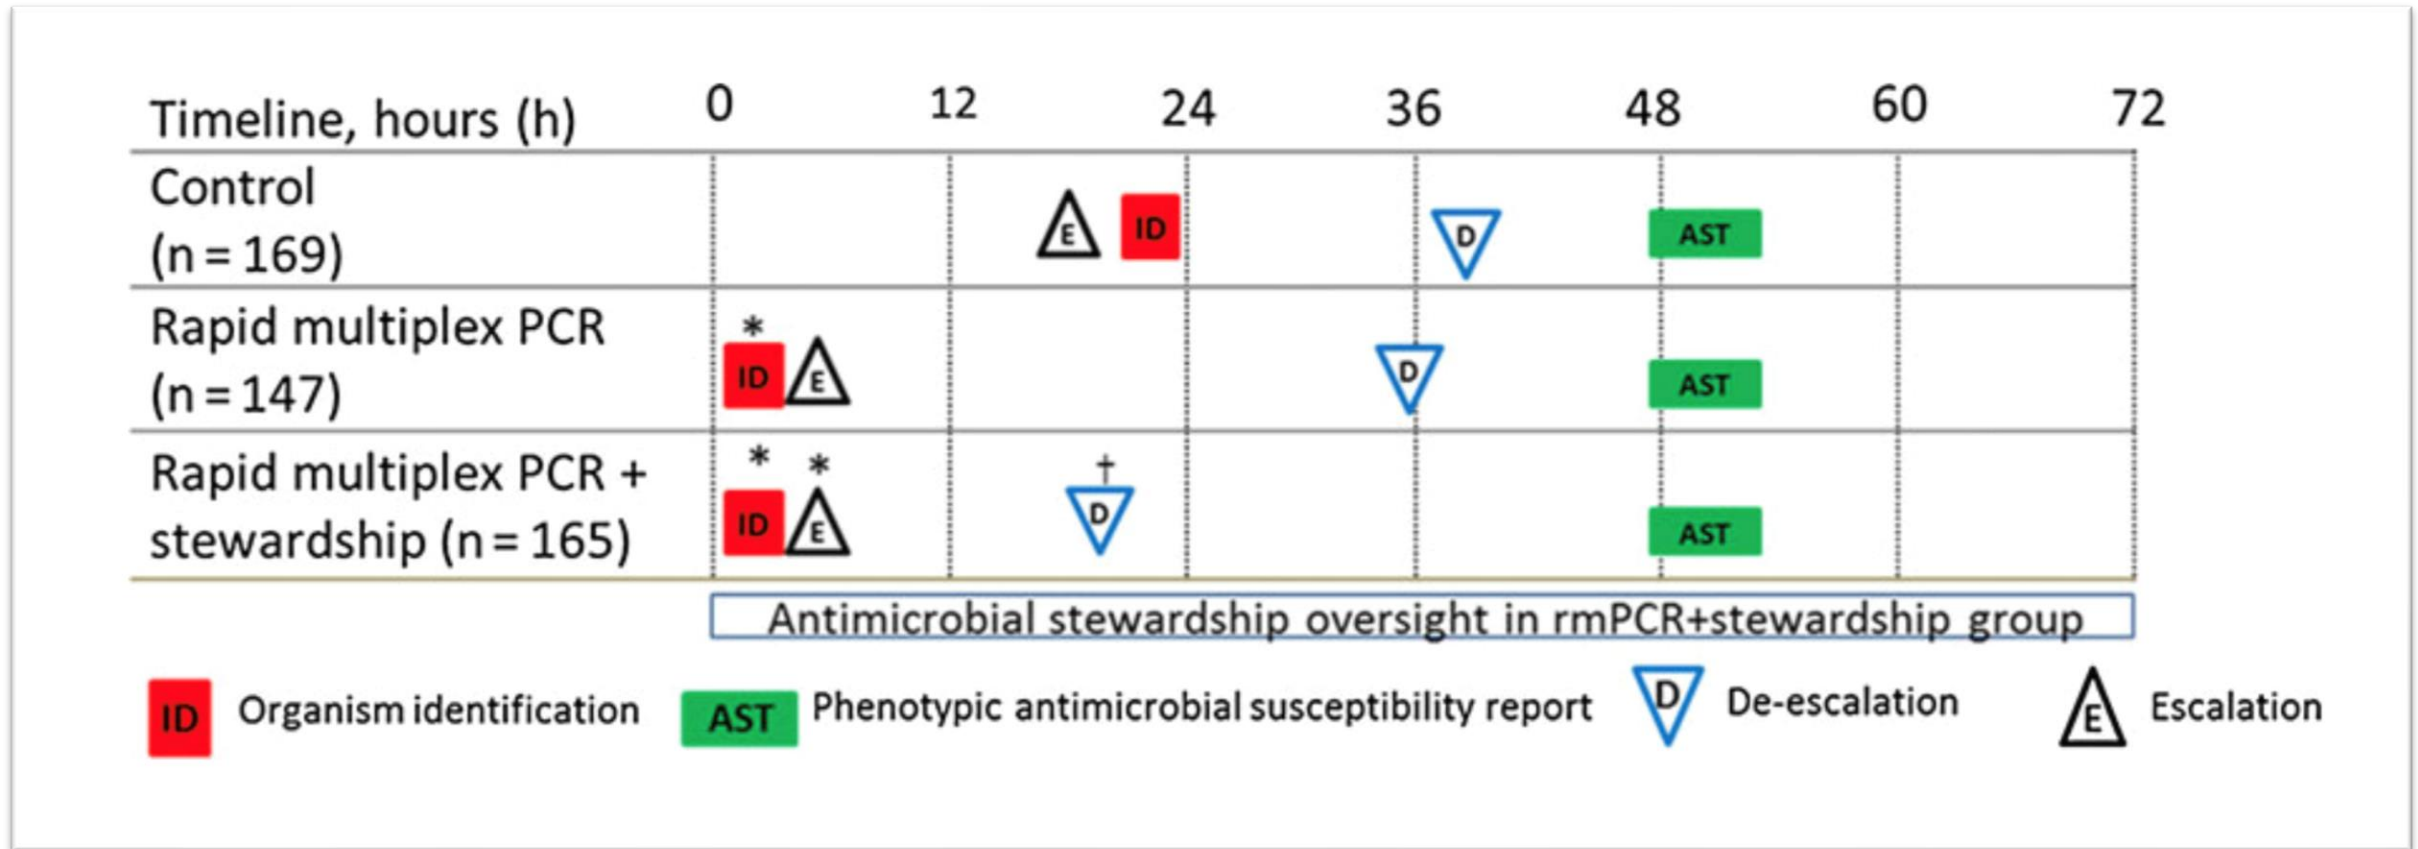 Timeline, hours (h) 0 12 24 36 48 60 72
Control
(n = 169)
E ID D AST
*
Rapid multiplex PCR
(n = 147)
ID E D AST
* * †
Rapid multiplex PCR +
stewardship (n = 165)
ID E D AST
Antimicrobial stewardship oversight in rmPCR+stewardship group
ID Organism identification AST Phenotypic antimicrobial susceptibility report D De-escalation E Escalation